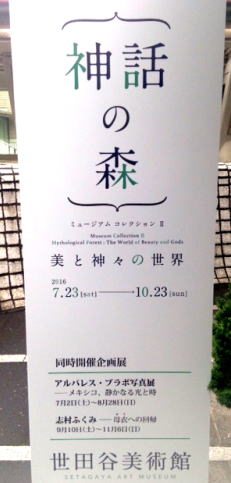 神話
の
森
ミュージアム コレクション Ⅱ
Museum Collection Ⅱ
Mythological Forest : The World of Beauty and Gods
美と神々の世界
2016
7.23[sat]——10.23[sun]
同時開催企画展
アルバレス・ブラボ写真展
——メキシコ、静かなる光と時
7月2日(土)〜8月28日(日)
志村ふくみ——母衣への回帰
9月10日(土)〜11月6日(日)
世田谷美術館
SETAGAYA ART MUSEUM